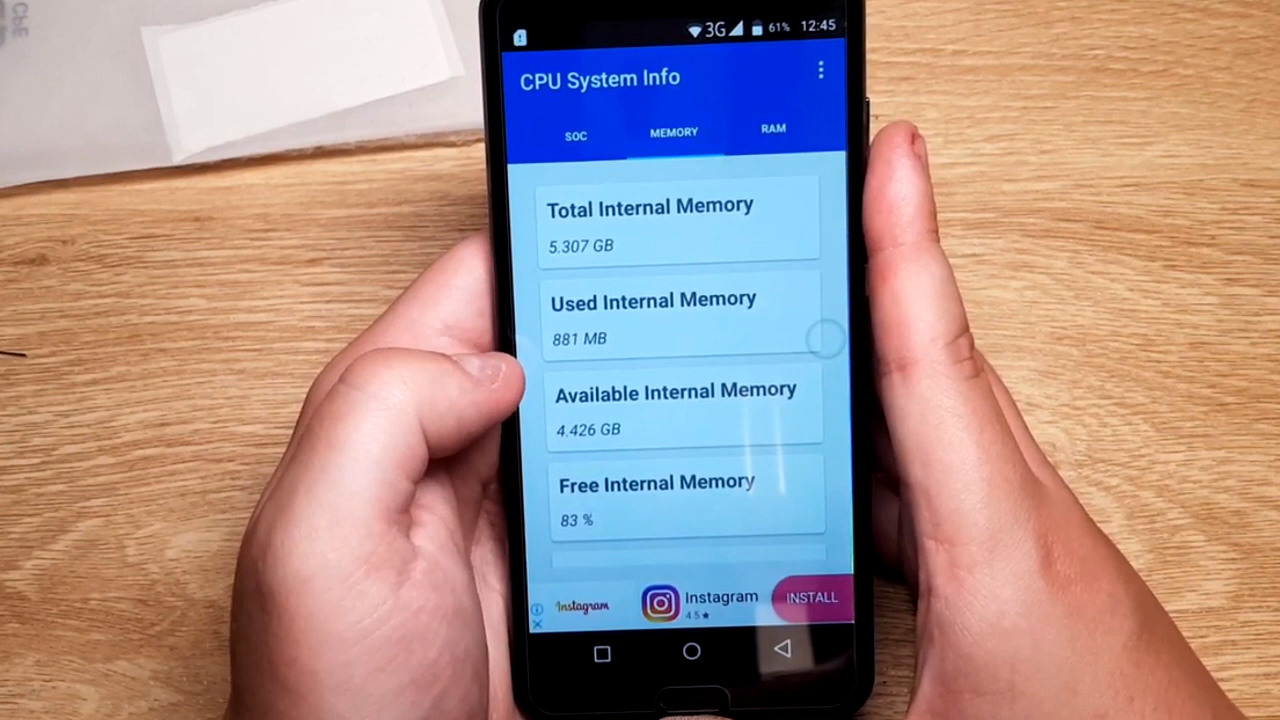 3G 61% 12:45
CPU System Info
SOC MEMORY RAM
Total Internal Memory
5.307 GB
Used Internal Memory
881 MB
Available Internal Memory
4.426 GB
Free Internal Memory
83 %
Instagram Instagram INSTALL
4.5★